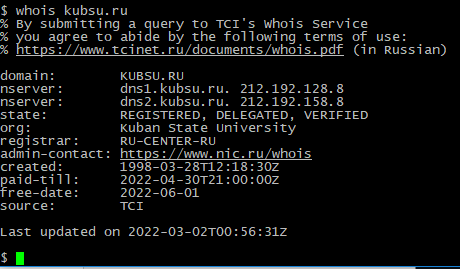 $ whois kubsu.ru
% By submitting a query to TCI's Whois Service
% you agree to abide by the following terms of use:
% https://www.tcinet.ru/documents/whois.pdf (in Russian)

domain:        KUBSU.RU
nserver:       dns1.kubsu.ru. 212.192.128.8
nserver:       dns2.kubsu.ru. 212.192.158.8
state:         REGISTERED, DELEGATED, VERIFIED
org:           Kuban State University
registrar:     RU-CENTER-RU
admin-contact: https://www.nic.ru/whois
created:       1998-03-28T12:18:30Z
paid-till:     2022-04-30T21:00:00Z
free-date:     2022-06-01
source:        TCI

Last updated on 2022-03-02T00:56:31Z

$